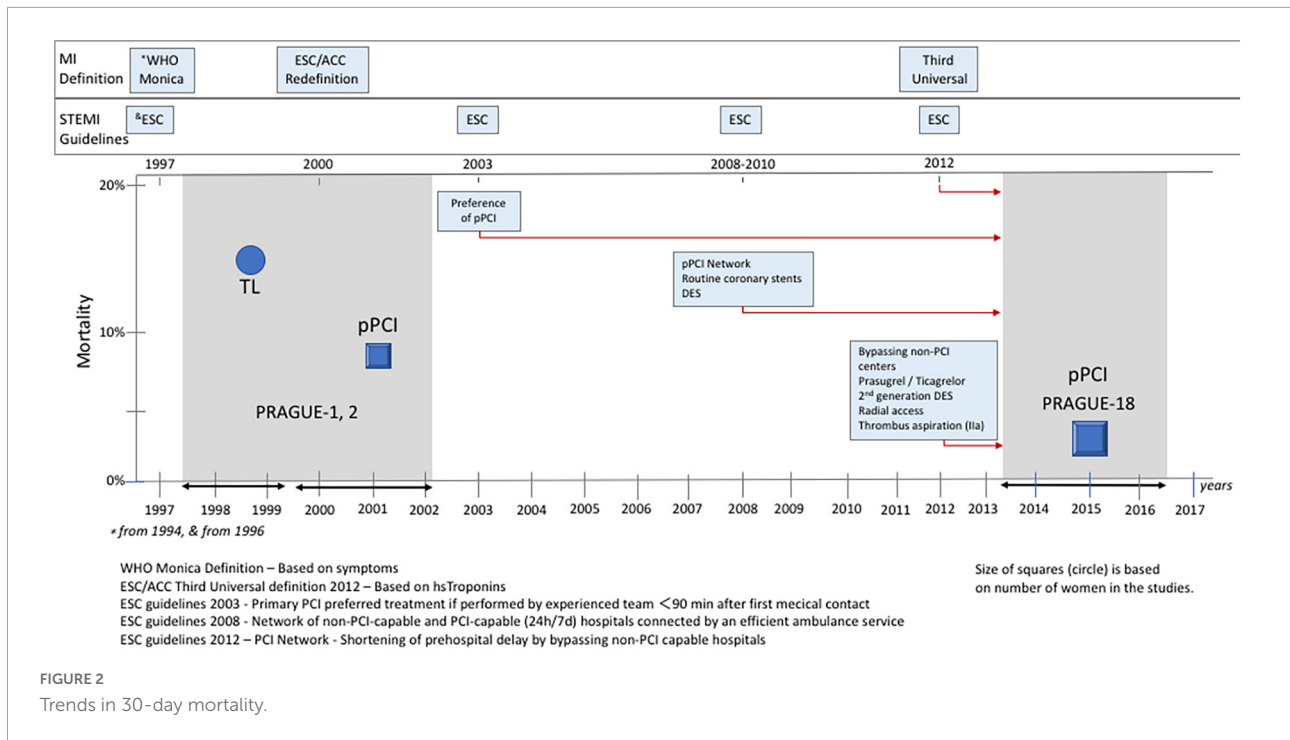 MI
Definition
*WHO
Monica
ESC/ACC
Redefinition
Third
Universal
STEMI
Guidelines
&ESC
ESC
ESC
ESC
1997
2000
2003
2008-2010
2012
20%
10%
0%
Mortality
TL
pPCI
PRAGUE-1, 2
Preference
of pPCI
pPCI Network
Routine coronary stents
DES
Bypassing non-PCI
centers
Prasugrel / Ticagrelor
2nd generation DES
Radial access
Thrombus aspiration (IIa)
pPCI
PRAGUE-18
years
1997 1998 1999 2000 2001 2002 2003 2004 2005 2006 2007 2008 2009 2010 2011 2012 2013 2014 2015 2016 2017
*from 1994, & from 1996
WHO Monica Definition – Based on symptoms
ESC/ACC Third Universal definition 2012 – Based on hsTroponins
ESC guidelines 2003 - Primary PCI preferred treatment if performed by experienced team <90 min after first mecical contact
ESC guidelines 2008 - Network of non-PCI-capable and PCI-capable (24h/7d) hospitals connected by an efficient ambulance service
ESC guidelines 2012 – PCI Network - Shortening of prehospital delay by bypassing non-PCI capable hospitals
Size of squares (circle) is based
on number of women in the studies.
FIGURE 2
Trends in 30-day mortality.